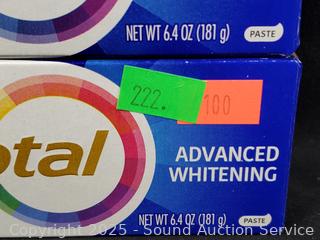 NET WT 6.4 OZ (181 g) PASTE
222. 100
otal
ADVANCED
WHITENING
NET WT 6.4 OZ (181 g) PASTE
Copyright 2025 - Sound Auction Service